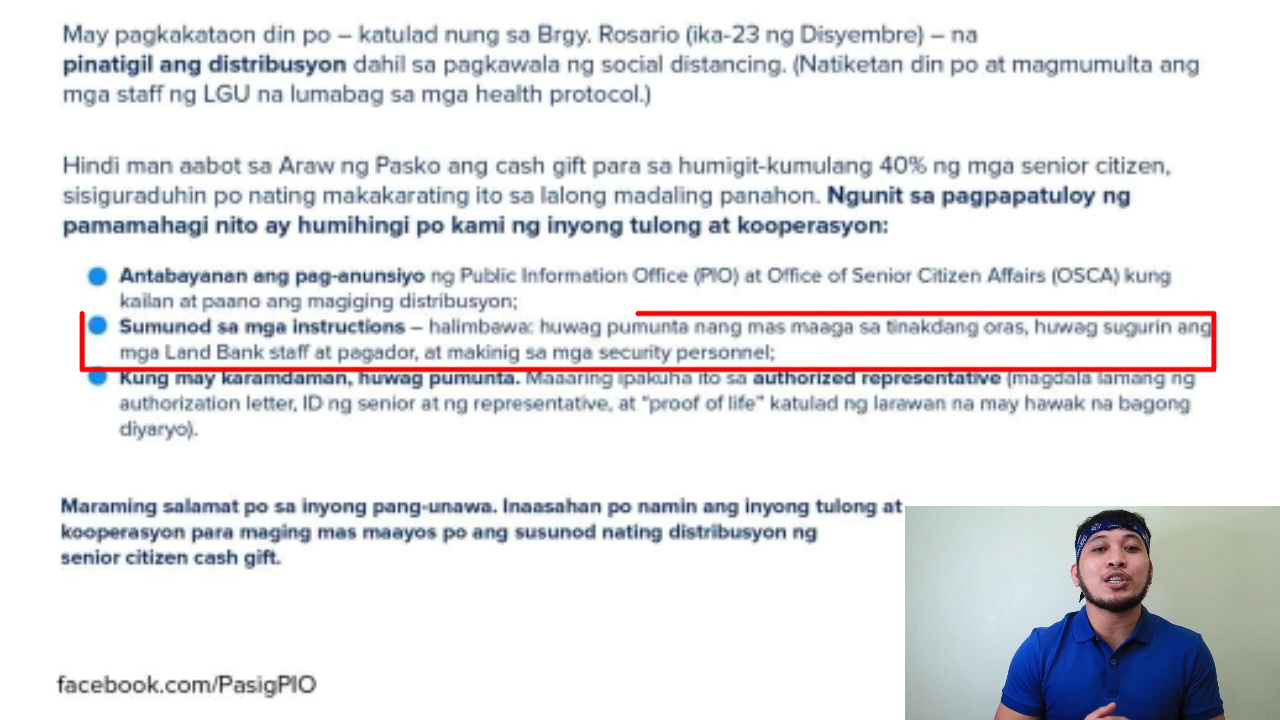 May pagkakataon din po – katulad nung sa Brgy. Rosario (ika-23 ng Disyembre) – na
pinatigil ang distribusyon dahil sa pagkawala ng social distancing. (Natiketan din po at magmumulta ang
mga staff ng LGU na lumabag sa mga health protocol.)
Hindi man aabot sa Araw ng Pasko ang cash gift para sa humigit-kumulang 40% ng mga senior citizen,
sisiguraduhin po nating makakarating ito sa lalong madaling panahon. Ngunit sa pagpapatuloy ng
pamamahagi nito ay humihingi po kami ng inyong tulong at kooperasyon:
Antabayanan ang pag-anunsiyo ng Public Information Office (PIO) at Office of Senior Citizen Affairs (OSCA) kung
kailan at paano ang magiging distribusyon;
Sumunod sa mga instructions – halimbawa: huwag pumunta nang mas maaga sa tinakdang oras, huwag sugurin ang
mga Land Bank staff at pagador, at makinig sa mga security personnel;
Kung may karamdaman, huwag pumunta. Maaaring ipakuha ito sa authorized representative (magdala lamang ng
authorization letter, ID ng senior at ng representative, at "proof of life" katulad ng larawan na may hawak na bagong
diyaryo).
Maraming salamat po sa inyong pang-unawa. Inaasahan po namin ang inyong tulong at
kooperasyon para maging mas maayos po ang susunod nating distribusyon ng
senior citizen cash gift.
facebook.com/PasigPIO